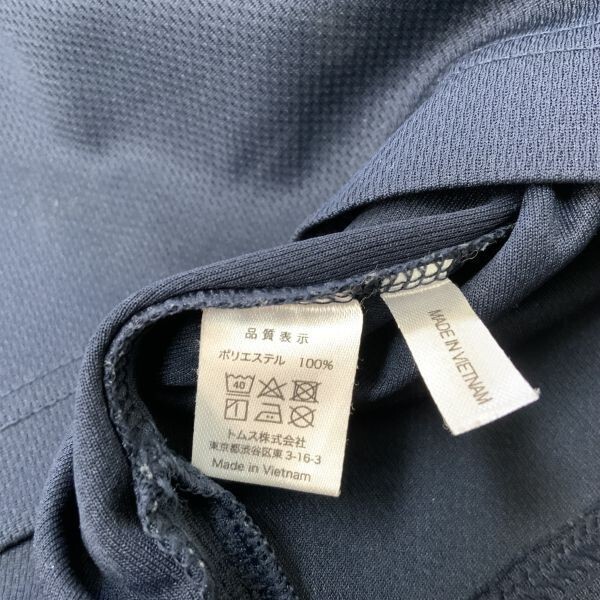 品質表示
ポリエステル 100%
40
トムス株式会社
東京都渋谷区東3-16-3
Made in Vietnam
MADE IN VIETNAM